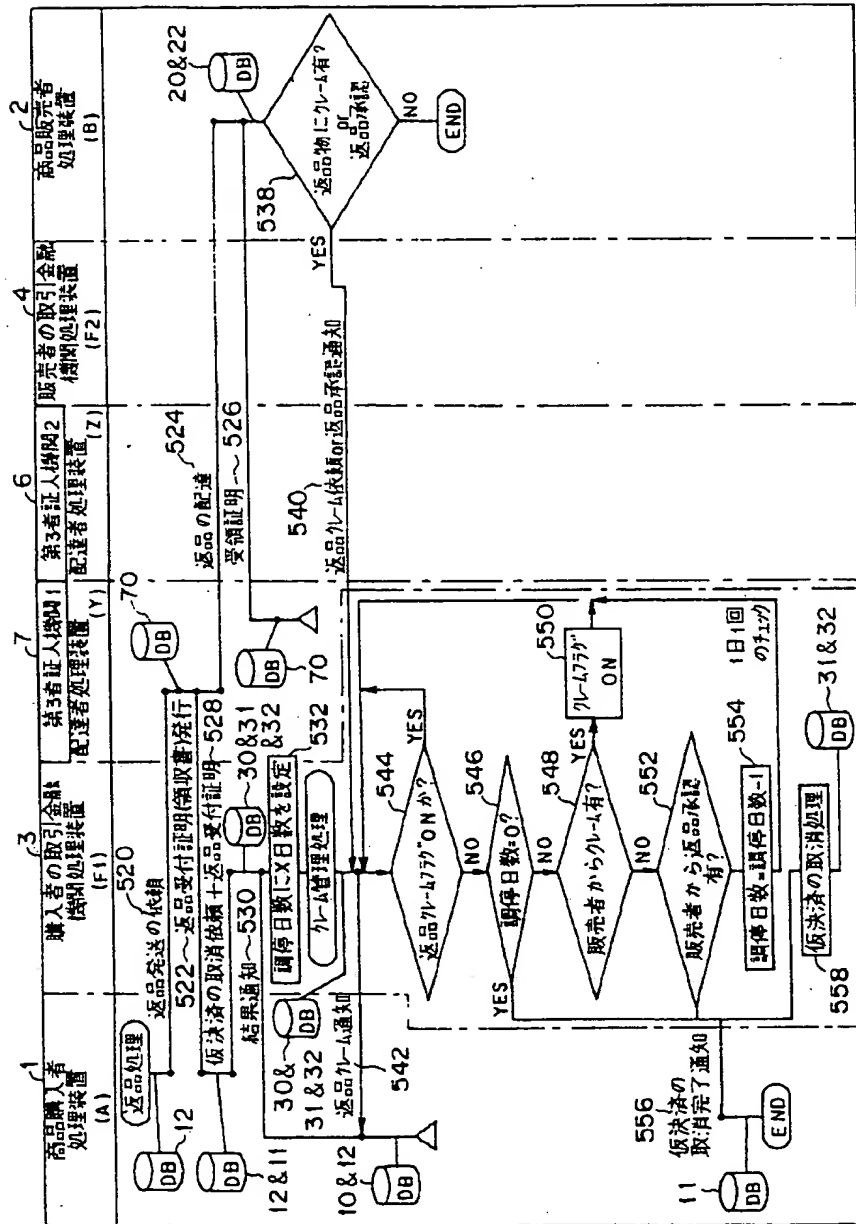 1
商品購入者
処理装置
(A)
3
購入者の取引金融
機関処理装置
(F1)
7
第3者証人機関1
配達者処理装置
(Y)
6
第3者証人機関2
配達者処理装置
(Z)
4
販売者の取引金融
機関処理装置
(F2)
2
商品販売者
処理装置
(B)
返品処理
DB
12
520
返品発送の依頼
DB
70
522~返品受付証明(領収書)発行
DB
12&11
仮決済の取消依頼+返品受付証明~528
返品の配達
524
受領証明~526
DB
70
DB
30&31
&32
結果通知~530
調停日数にX日数を設定
532
クレーム管理処理
DB
30&
31&32
DB
20&22
538
返品物にクレーム有?
or
返品承認
NO
END
YES
540
返品クレーム依頼or返品承認通知
返品クレーム通知
542
DB
10&12
544
返品クレームフラグONか?
YES
NO
546
調停日数=0?
YES
NO
548
販売者からクレーム有?
YES
クレームフラグ
ON
550
NO
552
販売者から返品承認
有?
調停日数=調停日数-1
554
1日1回
のチェック
仮決済の取消処理
558
DB
31&32
556
仮決済の
取消完了通知
DB
11
END